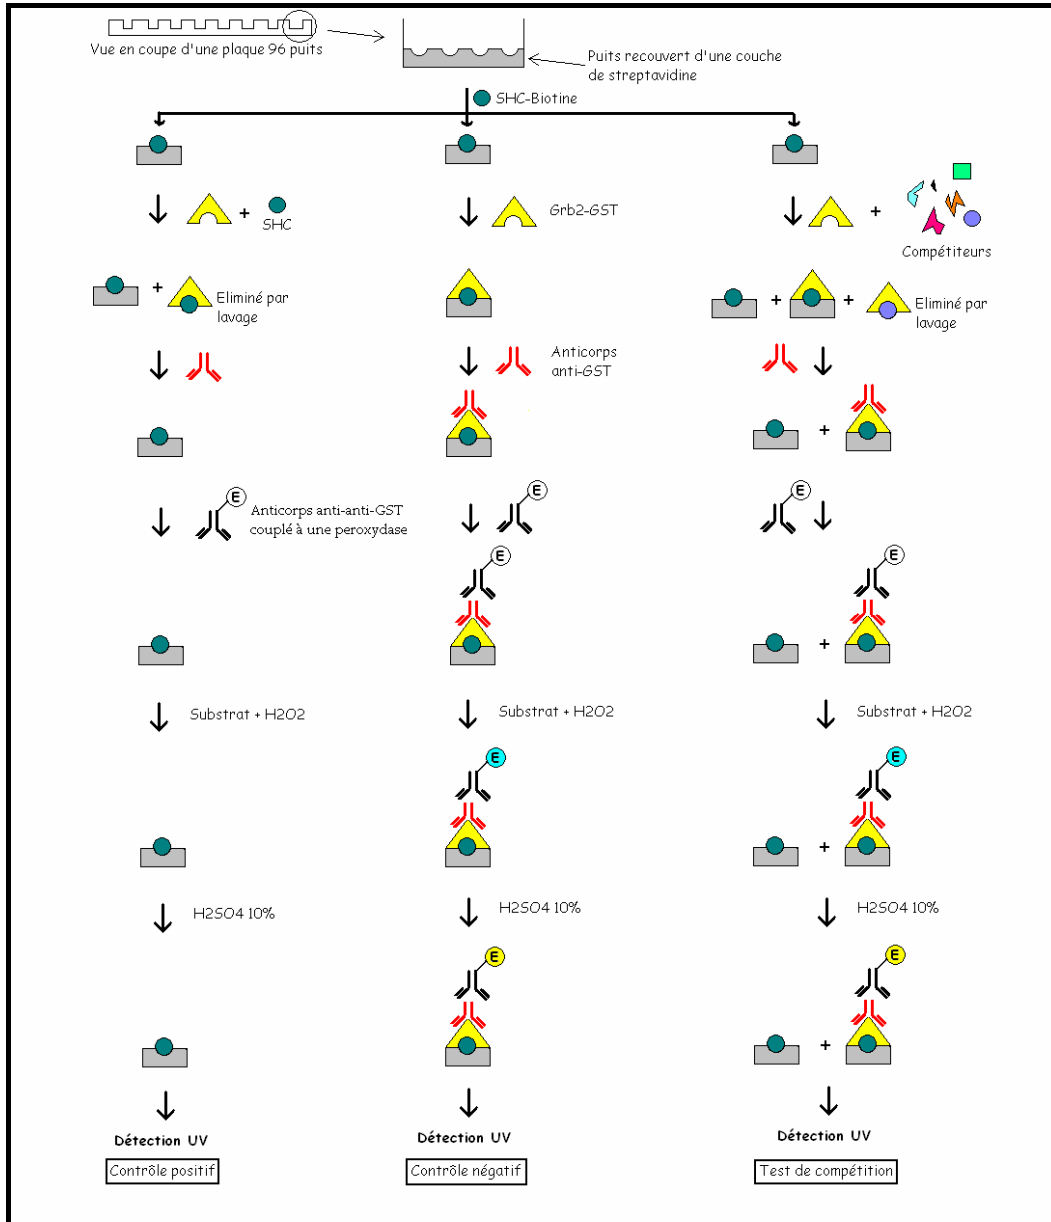 Vue en coupe d'une plaque 96 puits
Puits recouvert d'une couche
de streptavidine
SHC-Biotine
+
SHC
Grb2-GST
+
Compétiteurs
+
Eliminé par
lavage
+
+
Eliminé par
lavage
Anticorps
anti-GST
+
E
Anticorps anti-anti-GST
couplé à une peroxydase
E
E
E
E
+
Substrat + H2O2
Substrat + H2O2
Substrat + H2O2
E
E
+
H2SO4 10%
H2SO4 10%
H2SO4 10%
E
E
+
Détection UV
Détection UV
Détection UV
Contrôle positif
Contrôle négatif
Test de compétition